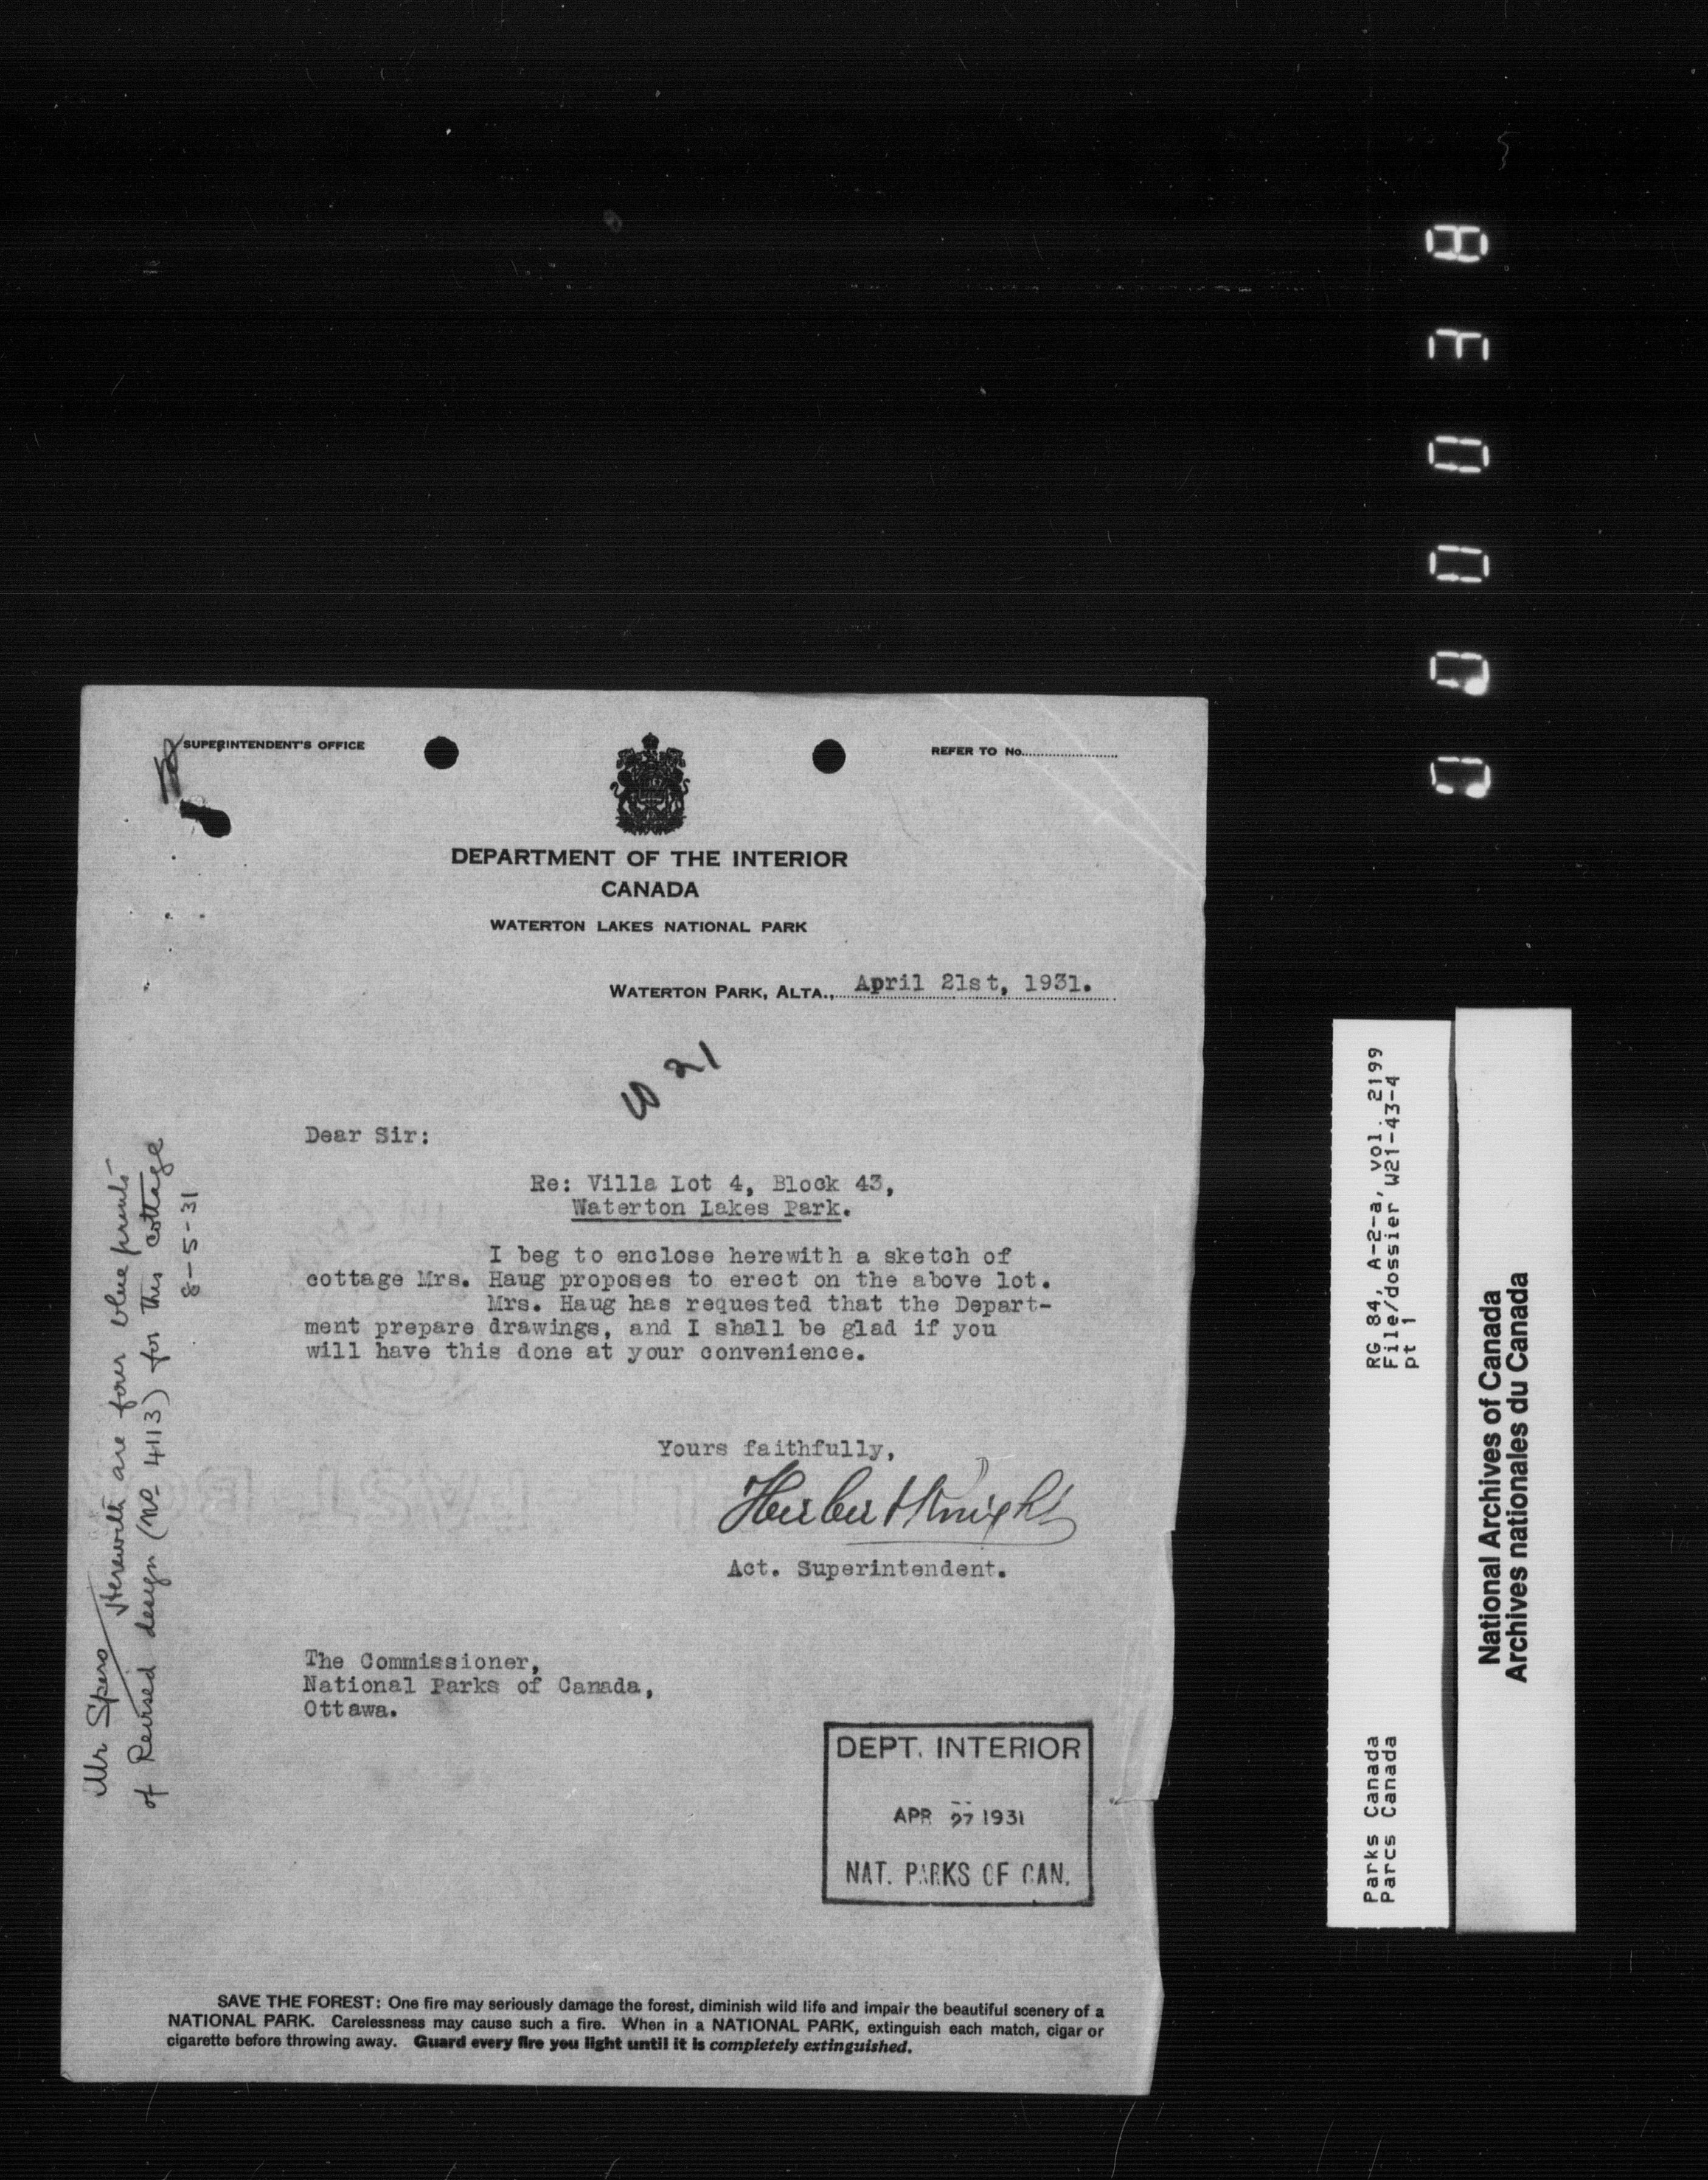 SUPERINTENDENT'S OFFICE
REFER TO No.
DEPARTMENT OF THE INTERIOR
CANADA
WATERTON LAKES NATIONAL PARK
WATERTON PARK, ALTA., April 21st, 1931.
W 21
Dear Sir:
Re: Villa Lot 4, Block 43,
Waterton Lakes Park.
I beg to enclose herewith a sketch of
cottage Mrs. Haug proposes to erect on the above lot.
Mrs. Haug has requested that the Depart-
ment prepare drawings, and I shall be glad if you
will have this done at your convenience.
Yours faithfully,
Herbert Knight
Act. Superintendent.
The Commissioner,
National Parks of Canada,
Ottawa.
DEPT. INTERIOR
APR 27 1931
NAT. PARKS OF CAN.
SAVE THE FOREST: One fire may seriously damage the forest, diminish wild life and impair the beautiful scenery of a
NATIONAL PARK. Carelessness may cause such a fire. When in a NATIONAL PARK, extinguish each match, cigar or
cigarette before throwing away. Guard every fire you light until it is completely extinguished.
Mr Spero Herewith are four blue prints
of Revised design (No 4113) for this cottage
8-5-31
RG 84, A-2-a, vol. 2199
File/dossier W21-43-4
pt 1
Parks Canada
Parcs Canada
National Archives of Canada
Archives nationales du Canada